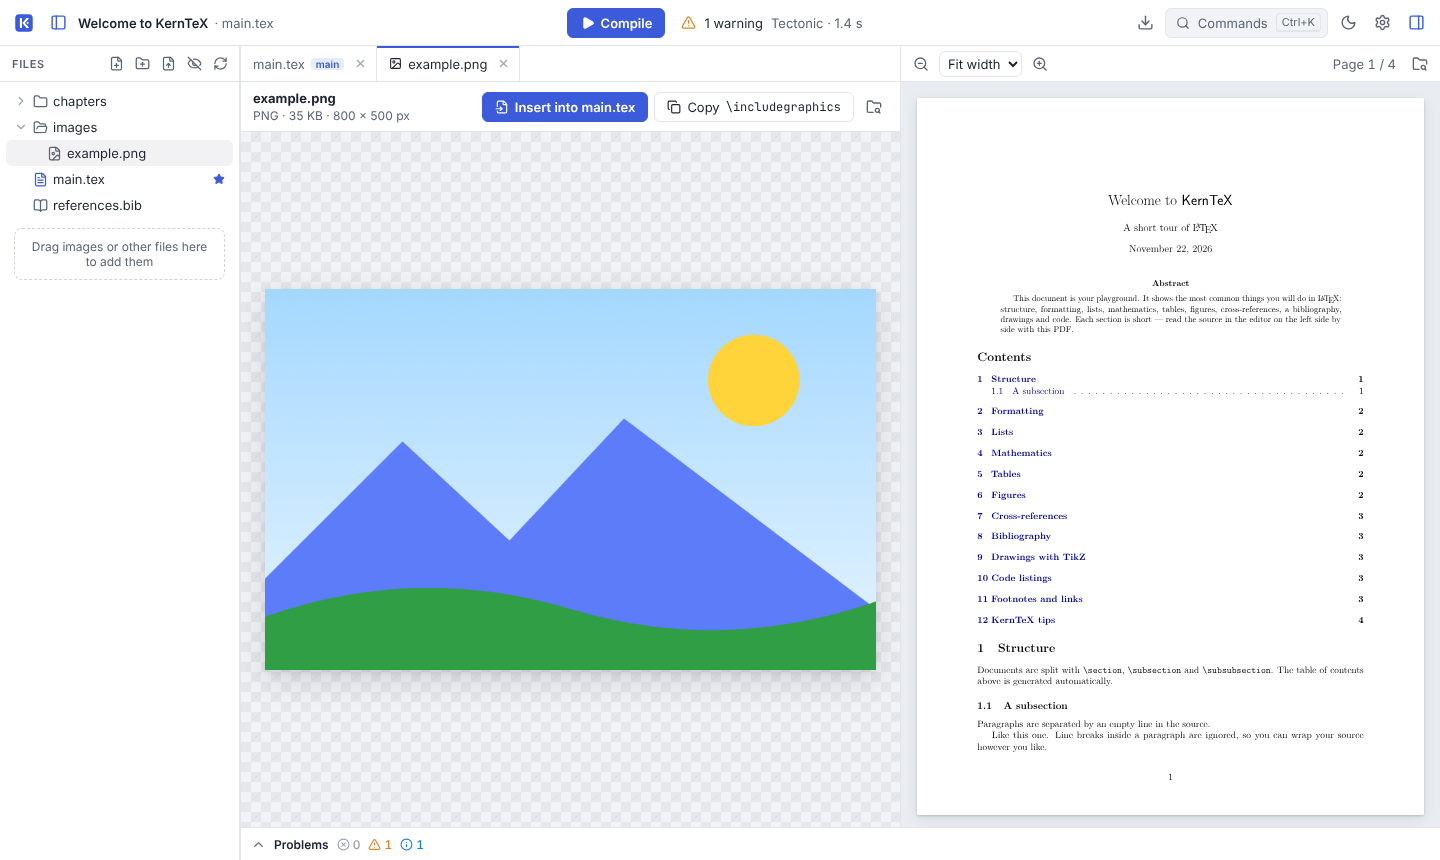 Welcome to KernTeX · main.tex
Compile
1 warning Tectonic · 1.4 s
Commands Ctrl+K
FILES
chapters
images
example.png
main.tex
references.bib
Drag images or other files here
to add them
main.tex main
example.png
example.png
PNG · 35 KB · 800 × 500 px
Insert into main.tex
Copy \includegraphics
Fit width
Page 1 / 4
Welcome to KernTeX
A short tour of LATEX
November 22, 2026
Abstract
This document is your playground. It shows the most common things you will do in LATEX:
structure, formatting, lists, mathematics, tables, figures, cross-references, a bibliography,
drawings and code. Each section is short — read the source in the editor on the left side by
side with this PDF.
Contents
1 Structure 1
1.1 A subsection . . . . . . . . . . . . . . . . . . . . . . . . . . . . . . . . . . . . . . 1
2 Formatting 2
3 Lists 2
4 Mathematics 2
5 Tables 2
6 Figures 2
7 Cross-references 3
8 Bibliography 3
9 Drawings with TikZ 3
10 Code listings 3
11 Footnotes and links 3
12 KernTeX tips 4
1 Structure
Documents are split with \section, \subsection and \subsubsection. The table of contents
above is generated automatically.
1.1 A subsection
Paragraphs are separated by an empty line in the source.
Like this one. Line breaks inside a paragraph are ignored, so you can wrap your source
however you like.
1
Problems 0 1 1